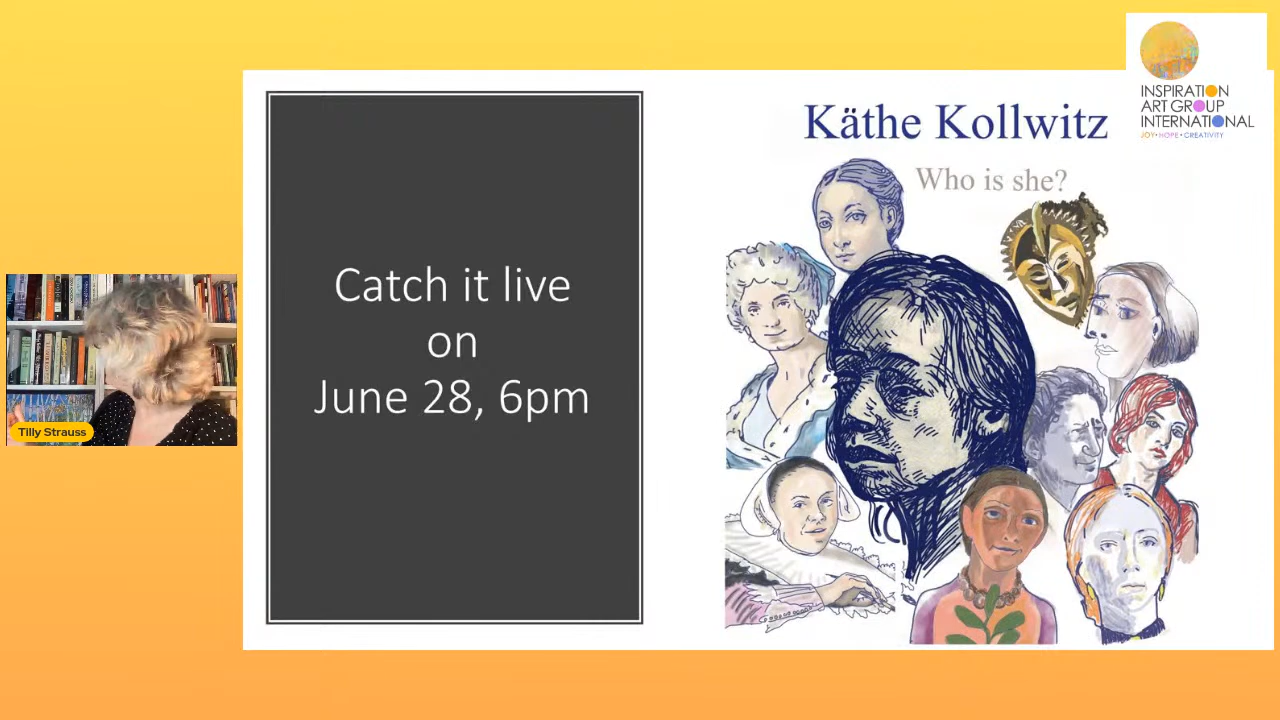 INSPIRATION
ART GROUP
INTERNATIONAL
JOY • HOPE • CREATIVITY
Käthe Kollwitz
Who is she?
Catch it live
on
June 28, 6pm
Tilly Strauss